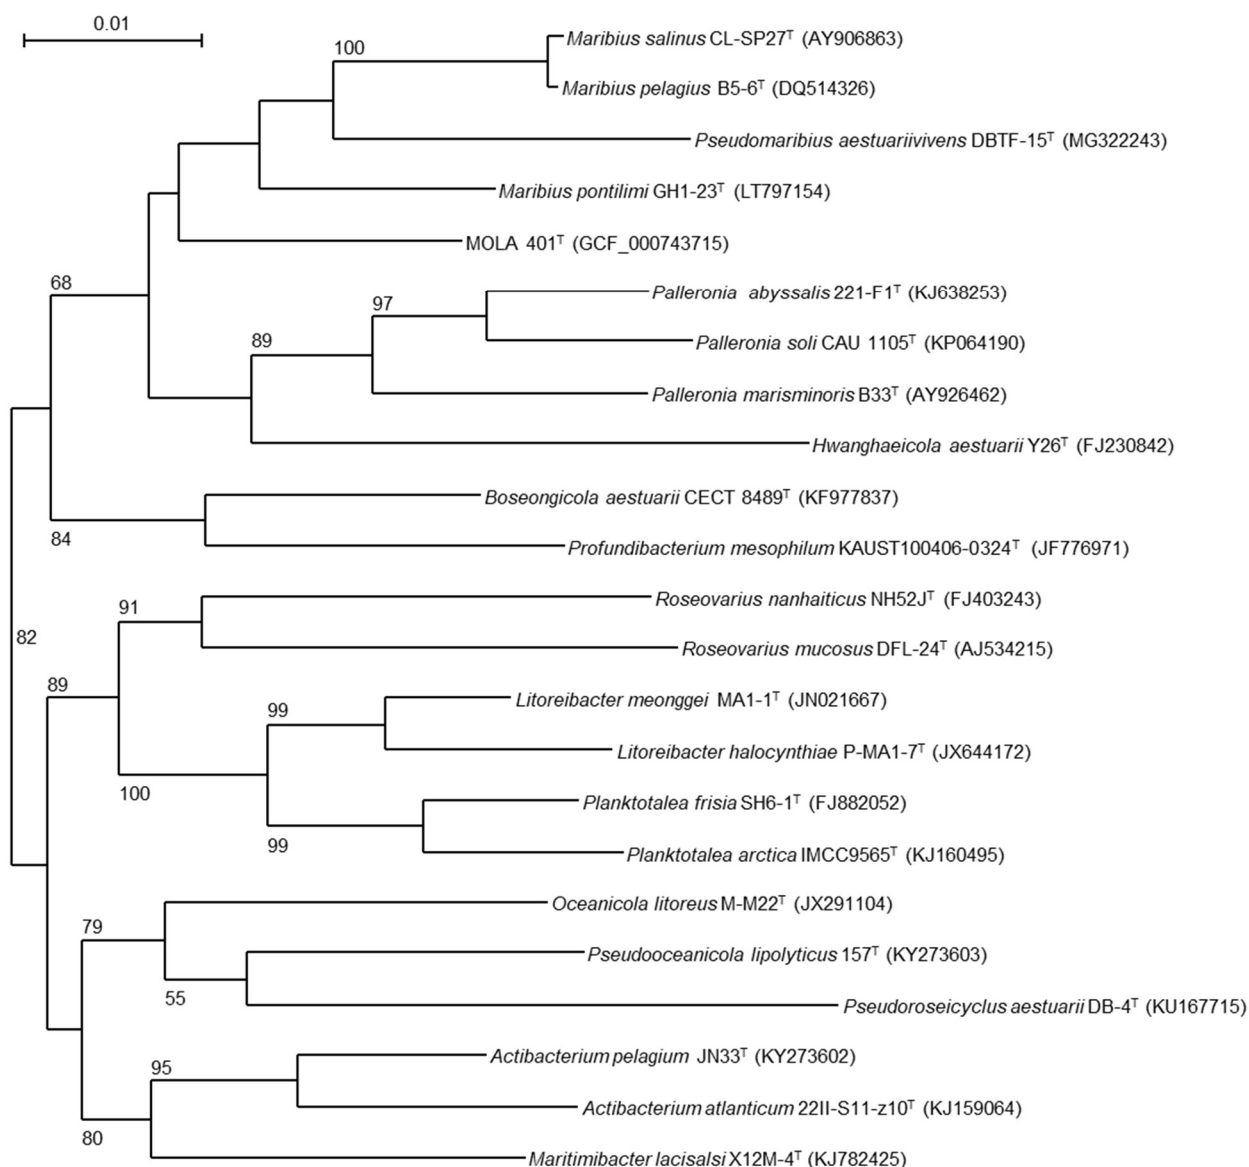 0.01
100
Maribius salinus CL-SP27ᵀ (AY906863)
Maribius pelagius B5-6ᵀ (DQ514326)
Pseudomaribius aestuariivivens DBTF-15ᵀ (MG322243)
Maribius pontilimi GH1-23ᵀ (LT797154)
MOLA 401ᵀ (GCF_000743715)
68
Palleronia abyssalis 221-F1ᵀ (KJ638253)
97
89
Palleronia soli CAU 1105ᵀ (KP064190)
Palleronia marisminoris B33ᵀ (AY926462)
Hwanghaeicola aestuarii Y26ᵀ (FJ230842)
Boseongicola aestuarii CECT 8489ᵀ (KF977837)
84
Profundibacterium mesophilum KAUST100406-0324ᵀ (JF776971)
91
Roseovarius nanhaiticus NH52Jᵀ (FJ403243)
82
Roseovarius mucosus DFL-24ᵀ (AJ534215)
89
99
Litoreibacter meonggei MA1-1ᵀ (JN021667)
Litoreibacter halocynthiae P-MA1-7ᵀ (JX644172)
100
Planktotalea frisia SH6-1ᵀ (FJ882052)
99
Planktotalea arctica IMCC9565ᵀ (KJ160495)
Oceanicola litoreus M-M22ᵀ (JX291104)
79
Pseudooceanicola lipolyticus 157ᵀ (KY273603)
55
Pseudoroseicyclus aestuarii DB-4ᵀ (KU167715)
Actibacterium pelagium JN33ᵀ (KY273602)
95
Actibacterium atlanticum 22II-S11-z10ᵀ (KJ159064)
80
Maritimibacter lacisalsi X12M-4ᵀ (KJ782425)